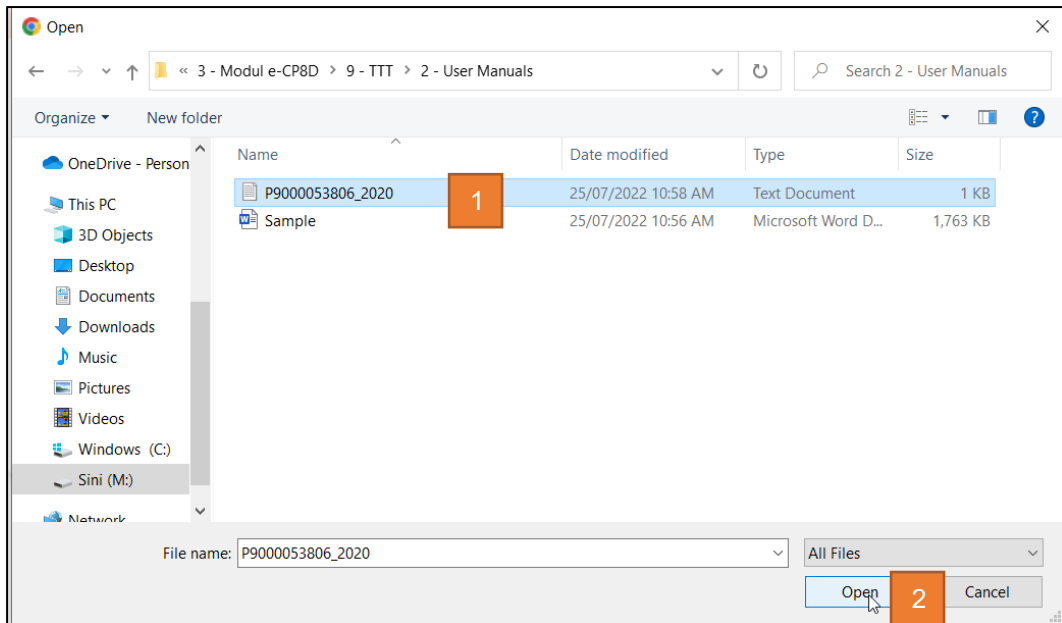 Open
« 3 - Modul e-CP8D > 9 - TTT > 2 - User Manuals
Search 2 - User Manuals
Organize
New folder
OneDrive - Person
This PC
3D Objects
Desktop
Documents
Downloads
Music
Pictures
Videos
Windows (C:)
Sini (M:)
Network
Name Date modified Type Size
P9000053806_2020 1 25/07/2022 10:58 AM Text Document 1 KB
Sample 25/07/2022 10:56 AM Microsoft Word D... 1,763 KB
File name: P9000053806_2020 All Files
Open 2 Cancel